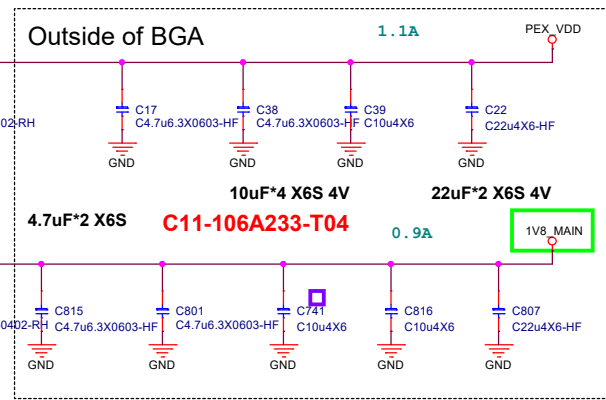 Outside of BGA
1.1A
PEX_VDD
02-RH
C17
C4.7u6.3X0603-HF
C38
C4.7u6.3X0603-HF
C39
C10u4X6
C22
C22u4X6-HF
GND
GND
GND
GND
10uF*4 X6S 4V
22uF*2 X6S 4V
4.7uF*2 X6S
C11-106A233-T04
0.9A
1V8_MAIN
0402-RH
C815
C4.7u6.3X0603-HF
C801
C4.7u6.3X0603-HF
C741
C10u4X6
C816
C10u4X6
C807
C22u4X6-HF
GND
GND
GND
GND
GND